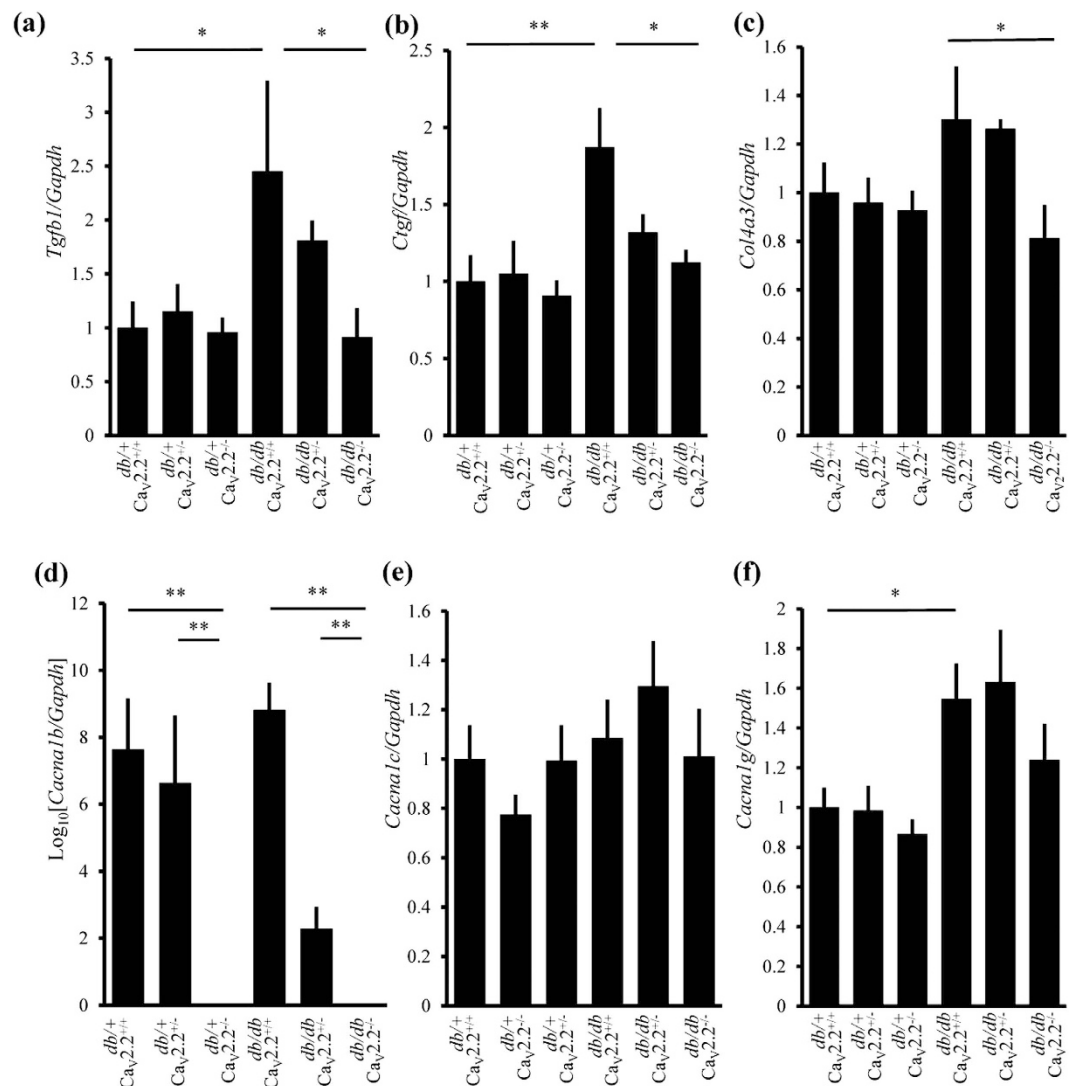 (a)
*
*
Tgfb1/Gapdh
3.5
3
2.5
2
1.5
1
0.5
0
db/+ Cav2.2+/+
db/+ Cav2.2+/-
db/+ Cav2.2-/-
db/db Cav2.2+/+
db/db Cav2.2+/-
db/db Cav2.2-/-
(b)
**
*
Ctgf/Gapdh
2.5
2
1.5
1
0.5
0
db/+ Cav2.2+/+
db/+ Cav2.2+/-
db/+ Cav2.2-/-
db/db Cav2.2+/+
db/db Cav2.2+/-
db/db Cav2.2-/-
(c)
*
Col4a3/Gapdh
1.6
1.4
1.2
1
0.8
0.6
0.4
0.2
0
db/+ Cav2.2+/+
db/+ Cav2.2+/-
db/+ Cav2.2-/-
db/db Cav2.2+/+
db/db Cav2.2+/-
db/db Cav2.2-/-
(d)
**
**
**
**
Log10[Cacna1b/Gapdh]
12
10
8
6
4
2
0
db/+ Cav2.2+/+
db/+ Cav2.2+/-
db/+ Cav2.2-/-
db/db Cav2.2+/+
db/db Cav2.2+/-
db/db Cav2.2-/-
(e)
Cacna1c/Gapdh
1.6
1.4
1.2
1
0.8
0.6
0.4
0.2
0
db/+ Cav2.2+/+
db/+ Cav2.2-/-
db/+ Cav2.2+/-
db/db Cav2.2+/+
db/db Cav2.2+/-
db/db Cav2.2-/-
(f)
*
Cacna1g/Gapdh
2
1.8
1.6
1.4
1.2
1
0.8
0.6
0.4
0.2
0
db/+ Cav2.2+/+
db/+ Cav2.2+/-
db/+ Cav2.2-/-
db/db Cav2.2+/+
db/db Cav2.2+/-
db/db Cav2.2-/-